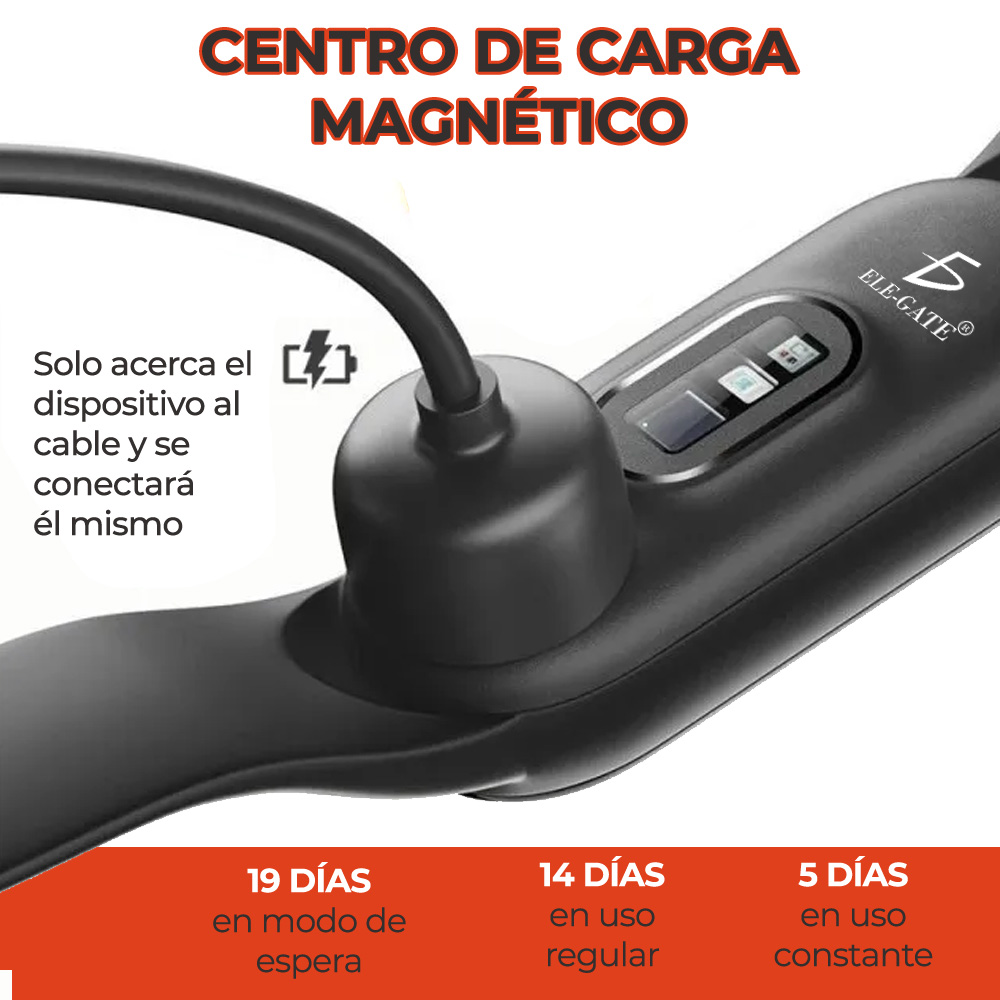 CENTRO DE CARGA
MAGNÉTICO
ELE-GATE®
Solo acerca el
dispositivo al
cable y se
conectará
él mismo
19 DÍAS
en modo de
espera
14 DÍAS
en uso
regular
5 DÍAS
en uso
constante